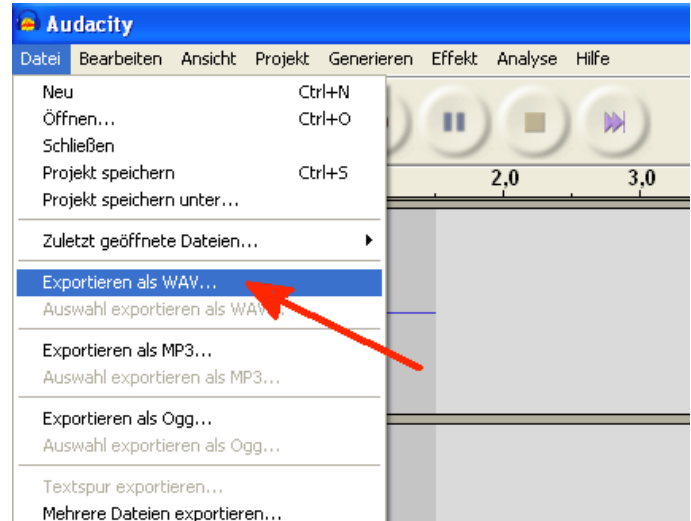 Audacity
Datei Bearbeiten Ansicht Projekt Generieren Effekt Analyse Hilfe
Neu Ctrl+N
Öffnen... Ctrl+O
Schließen
Projekt speichern Ctrl+S
Projekt speichern unter...
2,0 3,0
Zuletzt geöffnete Dateien...
Exportieren als WAV...
Auswahl exportieren als WAV...
Exportieren als MP3...
Auswahl exportieren als MP3...
Exportieren als Ogg...
Auswahl exportieren als Ogg...
Textspur exportieren...
Mehrere Dateien exportieren...